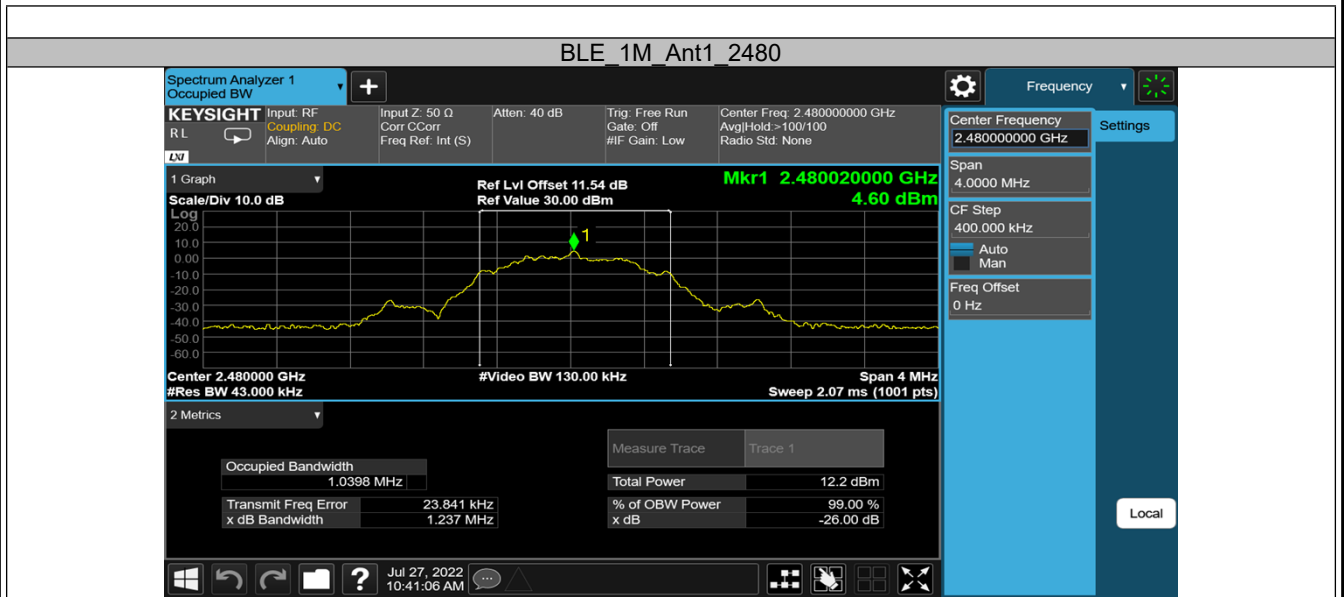 BLE_1M_Ant1_2480
Spectrum Analyzer 1
Occupied BW
+
Frequency
KEYSIGHT
RL
LXI
Input: RF
Coupling: DC
Align: Auto
Input Z: 50 Ω
Corr CCorr
Freq Ref: Int (S)
Atten: 40 dB
Trig: Free Run
Gate: Off
#IF Gain: Low
Center Freq: 2.480000000 GHz
Avg|Hold:>100/100
Radio Std: None
Center Frequency
2.480000000 GHz
Settings
Span
4.0000 MHz
CF Step
400.000 kHz
Auto
Man
Freq Offset
0 Hz
Local
1 Graph
Scale/Div 10.0 dB
Ref Lvl Offset 11.54 dB
Ref Value 30.00 dBm
Mkr1 2.480020000 GHz
4.60 dBm
Log
20.0
10.0
0.00
-10.0
-20.0
-30.0
-40.0
-50.0
-60.0
1
Center 2.480000 GHz
#Res BW 43.000 kHz
#Video BW 130.00 kHz
Span 4 MHz
Sweep 2.07 ms (1001 pts)
2 Metrics
Measure Trace Trace 1
Occupied Bandwidth
1.0398 MHz
Total Power 12.2 dBm
Transmit Freq Error 23.841 kHz
% of OBW Power 99.00 %
x dB Bandwidth 1.237 MHz
x dB -26.00 dB
?
Jul 27, 2022
10:41:06 AM